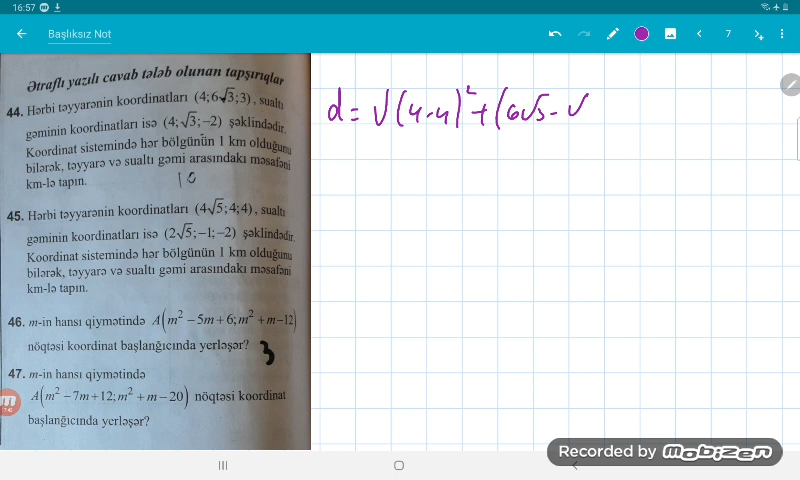 16:57
Başlıksız Not
7
Ətraflı yazılı cavab tələb olunan tapşırıqlar
44. Hərbi təyyarənin koordinatları (4;6√3;3), sualtı
gəminin koordinatları isə (4;√3;−2) şəklindədir.
Koordinat sistemində hər bölgünün 1 km olduğunu
bilərək, təyyarə və sualtı gəmi arasındakı məsafəni
km-lə tapın.
10
45. Hərbi təyyarənin koordinatları (4√5;4;4), sualtı
gəminin koordinatları isə (2√5;−1;−2) şəklindədir.
Koordinat sistemində hər bölgünün 1 km olduğunu
bilərək, təyyarə və sualtı gəmi arasındakı məsafəni
km-lə tapın.
46. m-in hansı qiymətində A(m² −5m+6;m² +m−12)
nöqtəsi koordinat başlanğıcında yerləşər? 3
47. m-in hansı qiymətində
A(m² −7m+12;m² +m−20) nöqtəsi koordinat
başlanğıcında yerləşər?
d = √(4-4)²+(6√3-√
Recorded by mobizen